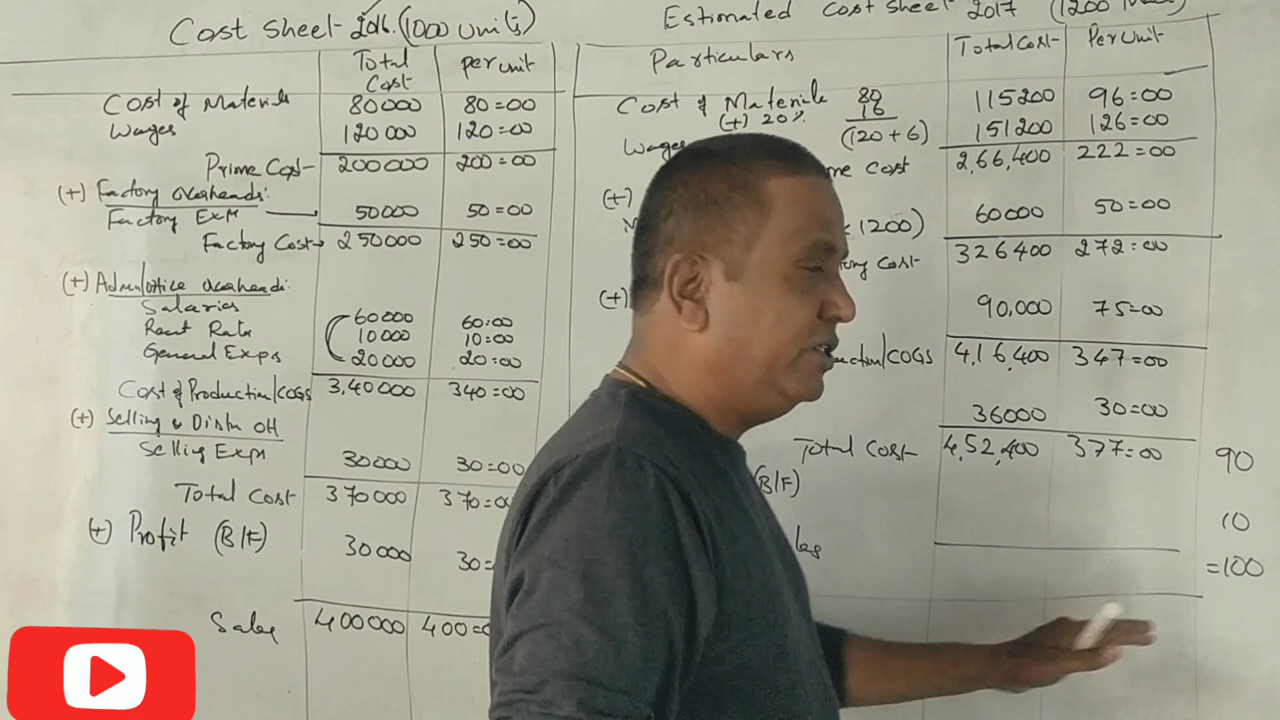 Cost Sheet-2016.(1000 Units)
Total Cost
per unit
Cost of Materials 80000 80=00
Wages 120000 120=00
Prime Cost- 200000 200=00
(+) Factory overheads:
Factory Exps 50000 50=00
Factory Cost 250000 250=00
(+) Adm/office overheads:
Salaries 60000 60:00
Rent Rate 10000 10:00
General Exps 20000 20:00
Cost of Production/COGS 3,40000 340=00
(+) Selling & Distn OH
Selling Exps 30000 30=00
Total Cost 370000 370=0
(+) Profit (B/F) 30000 30=
Sales 400000 400=
Estimated Cost Sheet- 2017 (1200
Particulars
Total Cost-
Per Unit
Cost of Materials 80 115200 96=00
(+) 20% 16
Wages (120+6) 151200 126=00
me Cost 2,66,400 222=00
(+)
1200) 60000 50=00
Cost- 326400 272=00
(+)
90,000 75=00
/COGS 4,16,400 347=00
36000 30=00
Total Cost- 4,52,400 377=00
90
(B/F)
10
les
=100